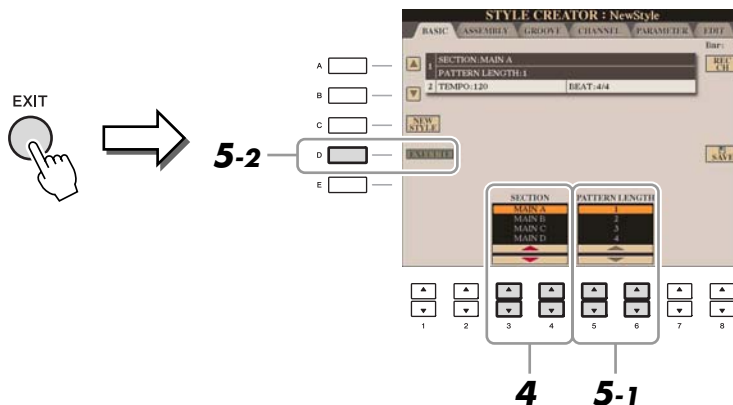 STYLE CREATOR : NewStyle
BASIC ASSEMBLY GROOVE CHANNEL PARAMETER EDIT
Bar:
A
1 SECTION:MAIN A
REC CH
PATTERN LENGTH:1
B
2 TEMPO:120 BEAT:4/4
EXIT
C
NEW STYLE
5-2
D
EXECUTE
SAVE
E
SECTION PATTERN LENGTH
MAIN A 1
MAIN B 2
MAIN C 3
MAIN D 4
1 2 3 4 5 6 7 8
4 5-1